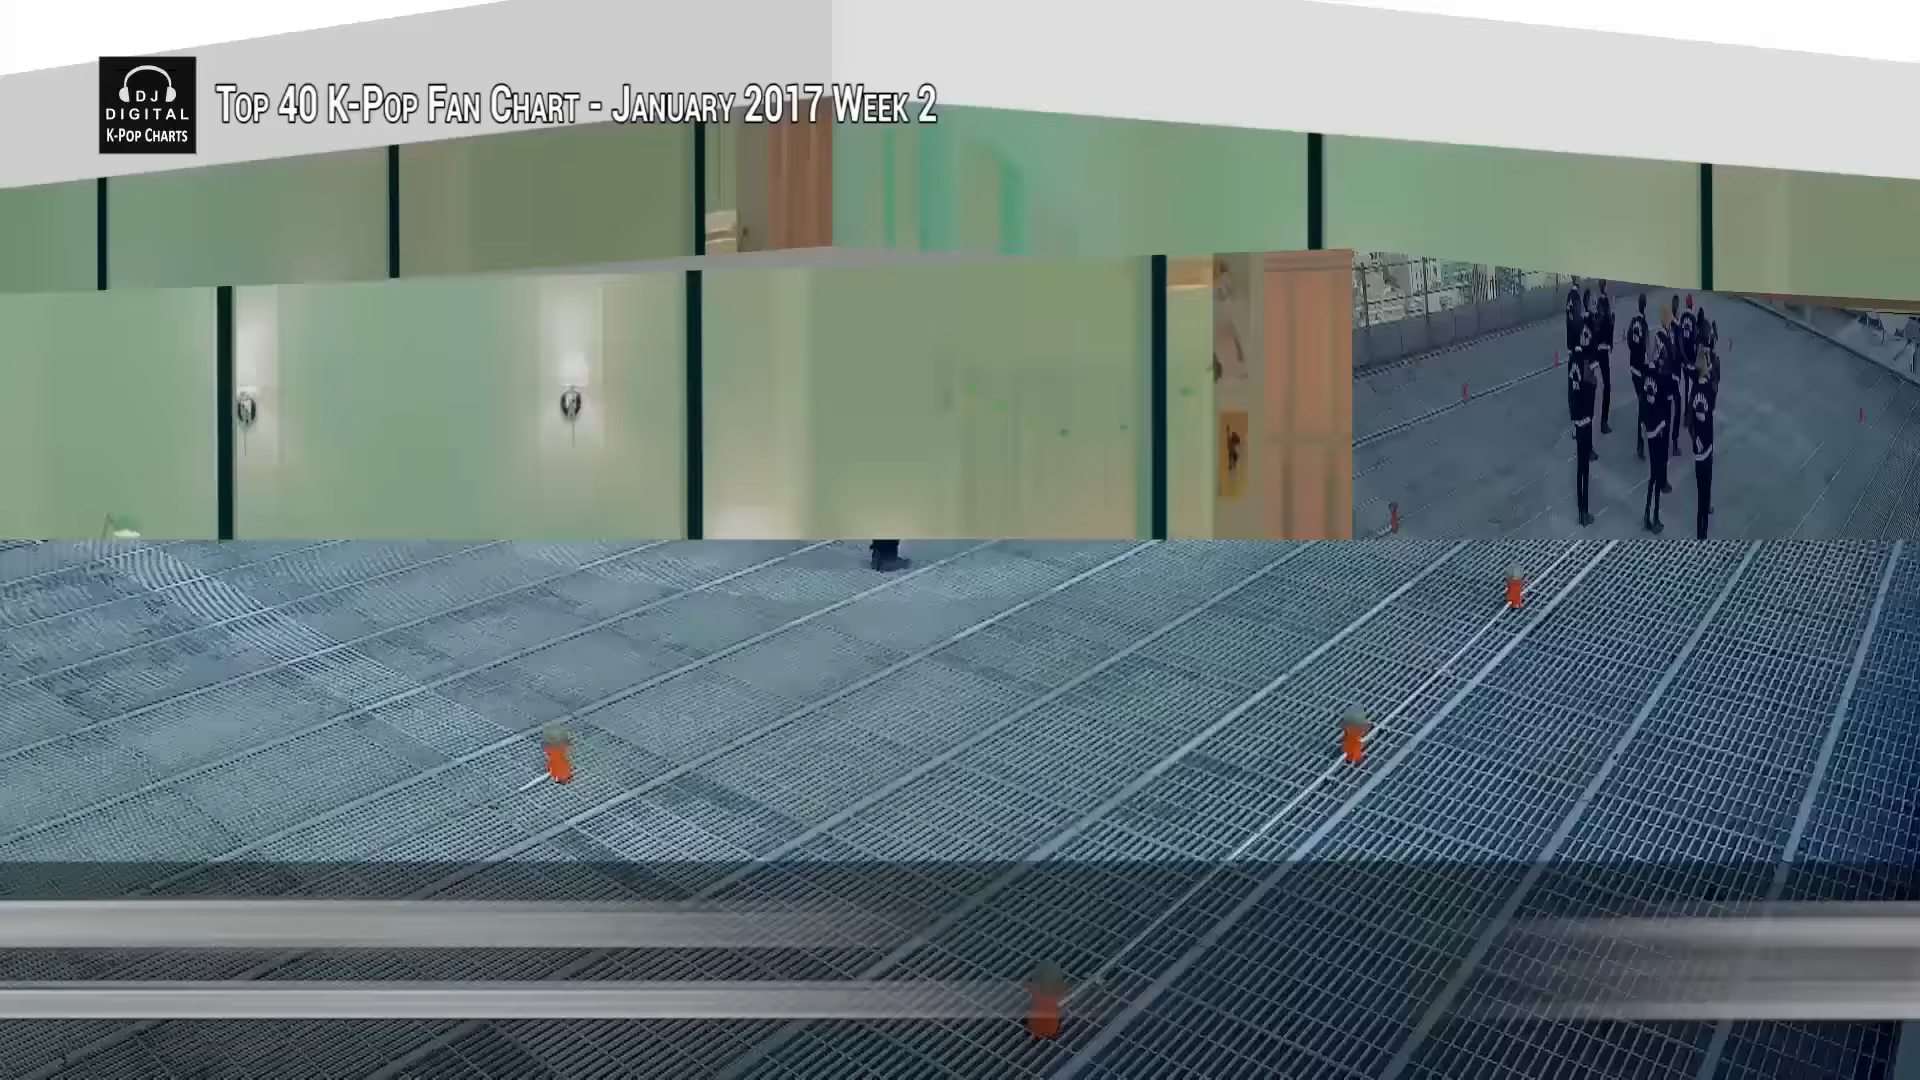 DJ
DIGITAL
K-POP CHARTS
TOP 40 K-POP FAN CHART - JANUARY 2017 WEEK 2